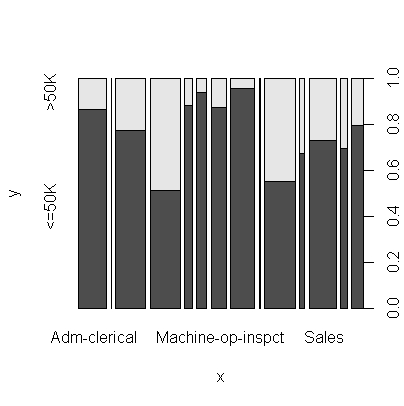 >50K
<=50K
y
1.0
0.8
0.6
0.4
0.2
0.0
Adm-clerical
Machine-op-inspct
Sales
x